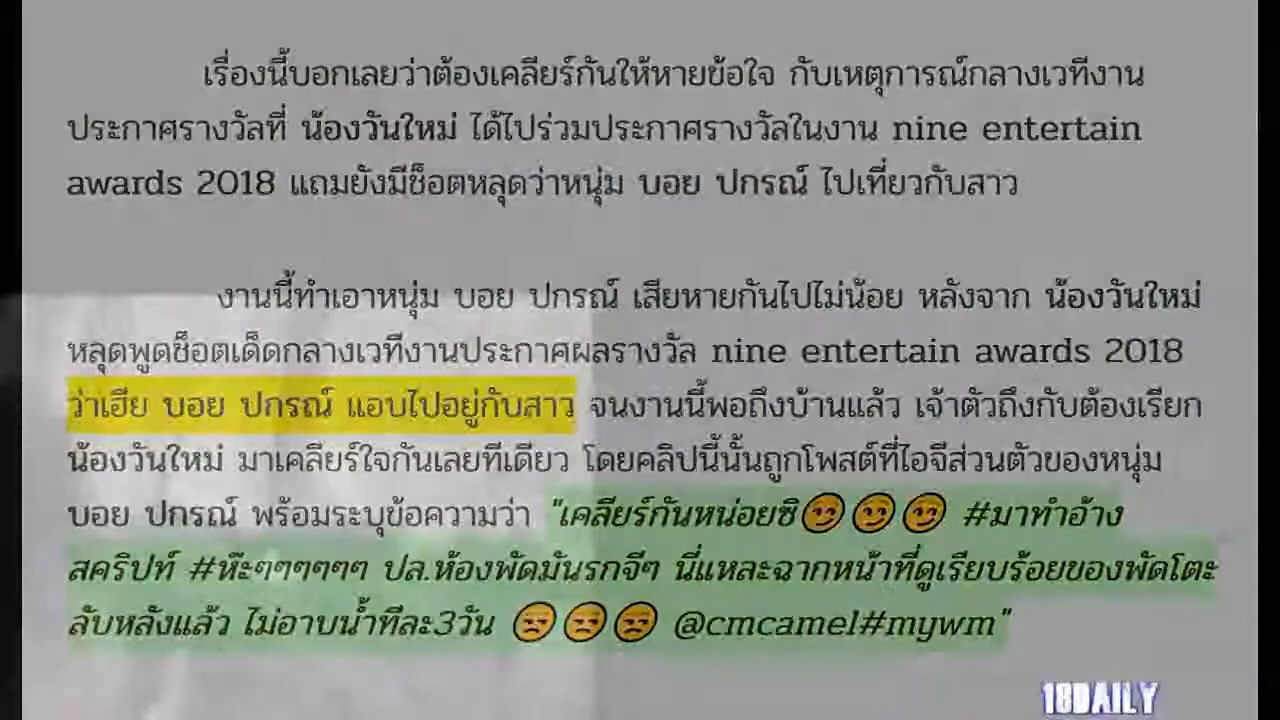 เรื่องนี้บอกเลยว่าต้องเคลียร์กันให้หายข้อใจ กับเหตุการณ์กลางเวทีงาน
ประกาศรางวัลที่ น้องวันใหม่ ได้ไปร่วมประกาศรางวัลในงาน nine entertain
awards 2018 แถมยังมีช็อตหลุดว่าหนุ่ม บอย ปกรณ์ ไปเที่ยวกับสาว
งานนี้ทำเอาหนุ่ม บอย ปกรณ์ เสียหายกันไปไม่น้อย หลังจาก น้องวันใหม่
หลุดพูดช็อตเด็ดกลางเวทีงานประกาศผลรางวัล nine entertain awards 2018
ว่าเฮีย บอย ปกรณ์ แอบไปอยู่กับสาว จนงานนี้พอถึงบ้านแล้ว เจ้าตัวถึงกับต้องเรียก
น้องวันใหม่ มาเคลียร์ใจกันเลยทีเดียว โดยคลิปนี้นั้นถูกโพสต์ที่ไอจีส่วนตัวของหนุ่ม
บอย ปกรณ์ พร้อมระบุข้อความว่า "เคลียร์กันหน่อยซิ😏😏😏 #มาทำอ้าง
สคริปท์ #ห๊ะๆๆๆๆๆๆ ปล.ห้องพัดมันรกจีๆ นี่แหละฉากหน้าที่ดูเรียบร้อยของพัดโตะ
ลับหลังแล้ว ไม่อาบน้ำทีละ3วัน 😒😒😒 @cmcamel#mywm"
18DAILY